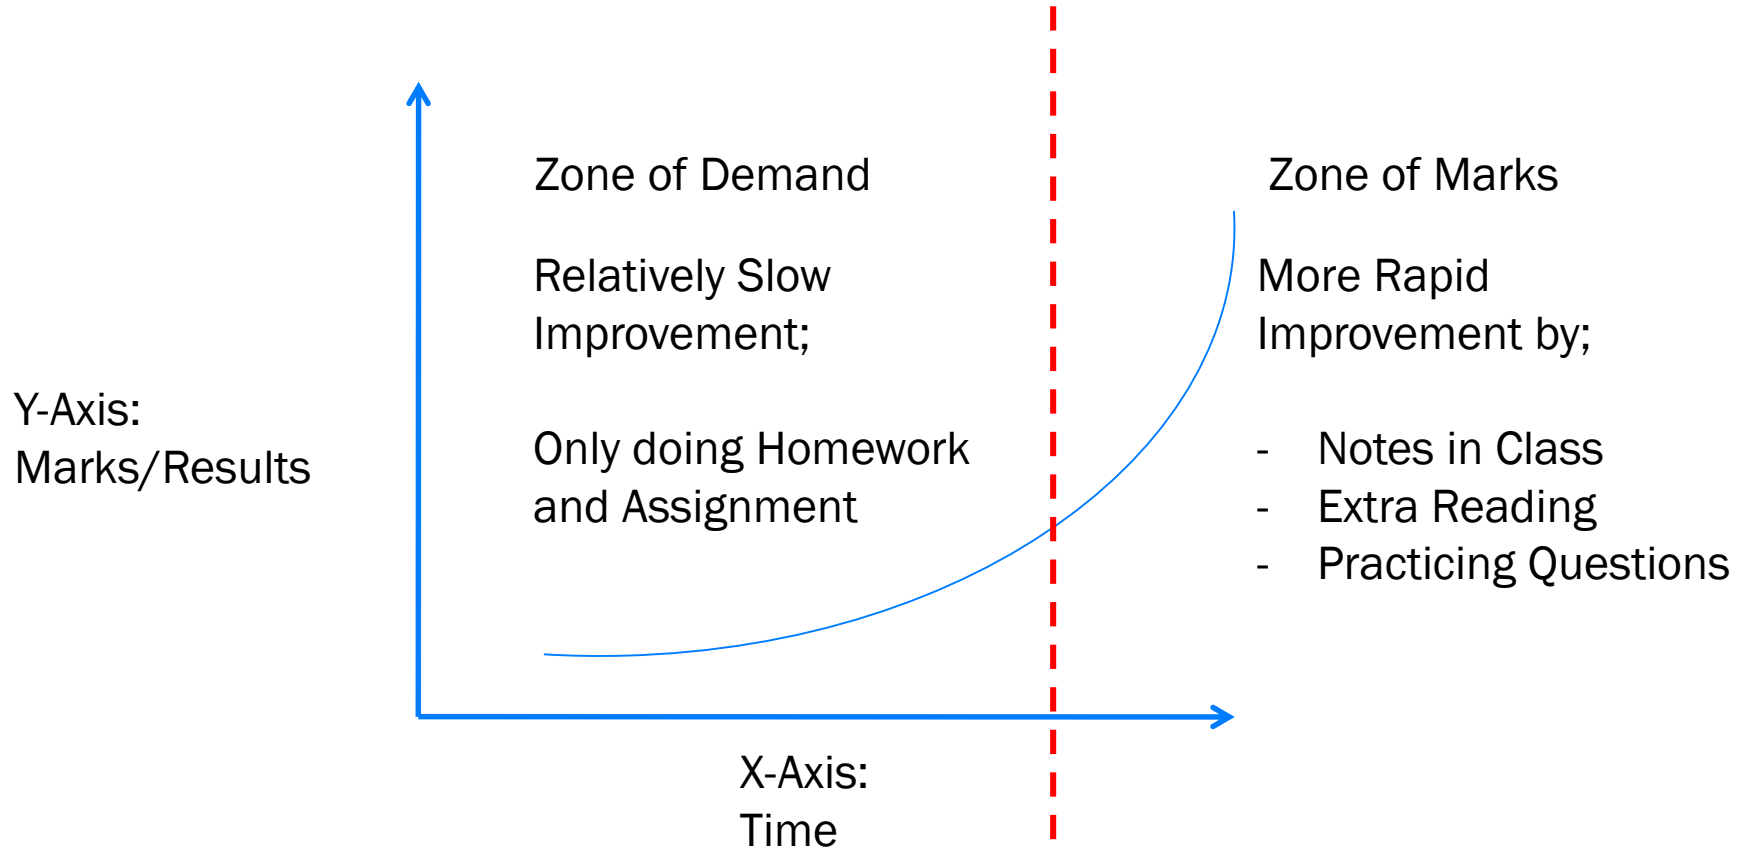 Zone of Demand
Relatively Slow
Improvement;
Only doing Homework
and Assignment
Zone of Marks
More Rapid
Improvement by;
- Notes in Class
- Extra Reading
- Practicing Questions
Y-Axis:
Marks/Results
X-Axis:
Time